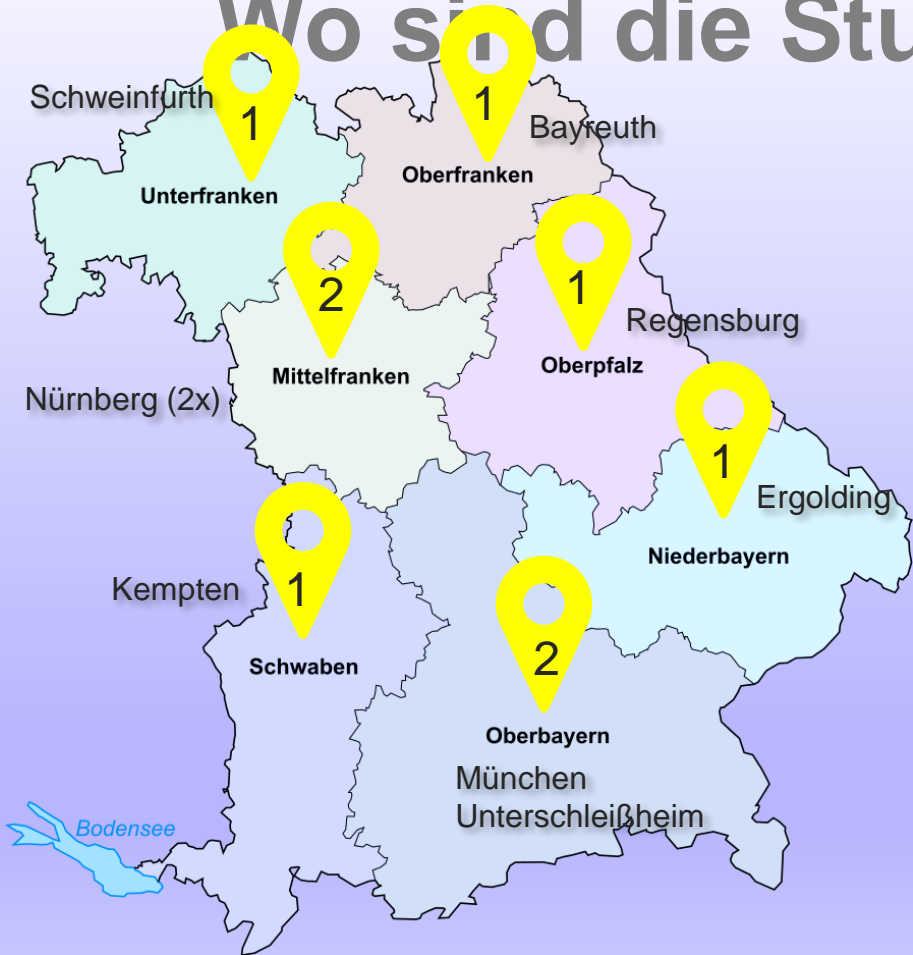 Wo sind die Stu
Schweinfurth
1
1
Bayreuth
Unterfranken
Oberfranken
2
1
Regensburg
Mittelfranken
Oberpfalz
Nürnberg (2x)
1
Ergolding
Niederbayern
Kempten
1
2
Schwaben
Oberbayern
München
Unterschleißheim
Bodensee